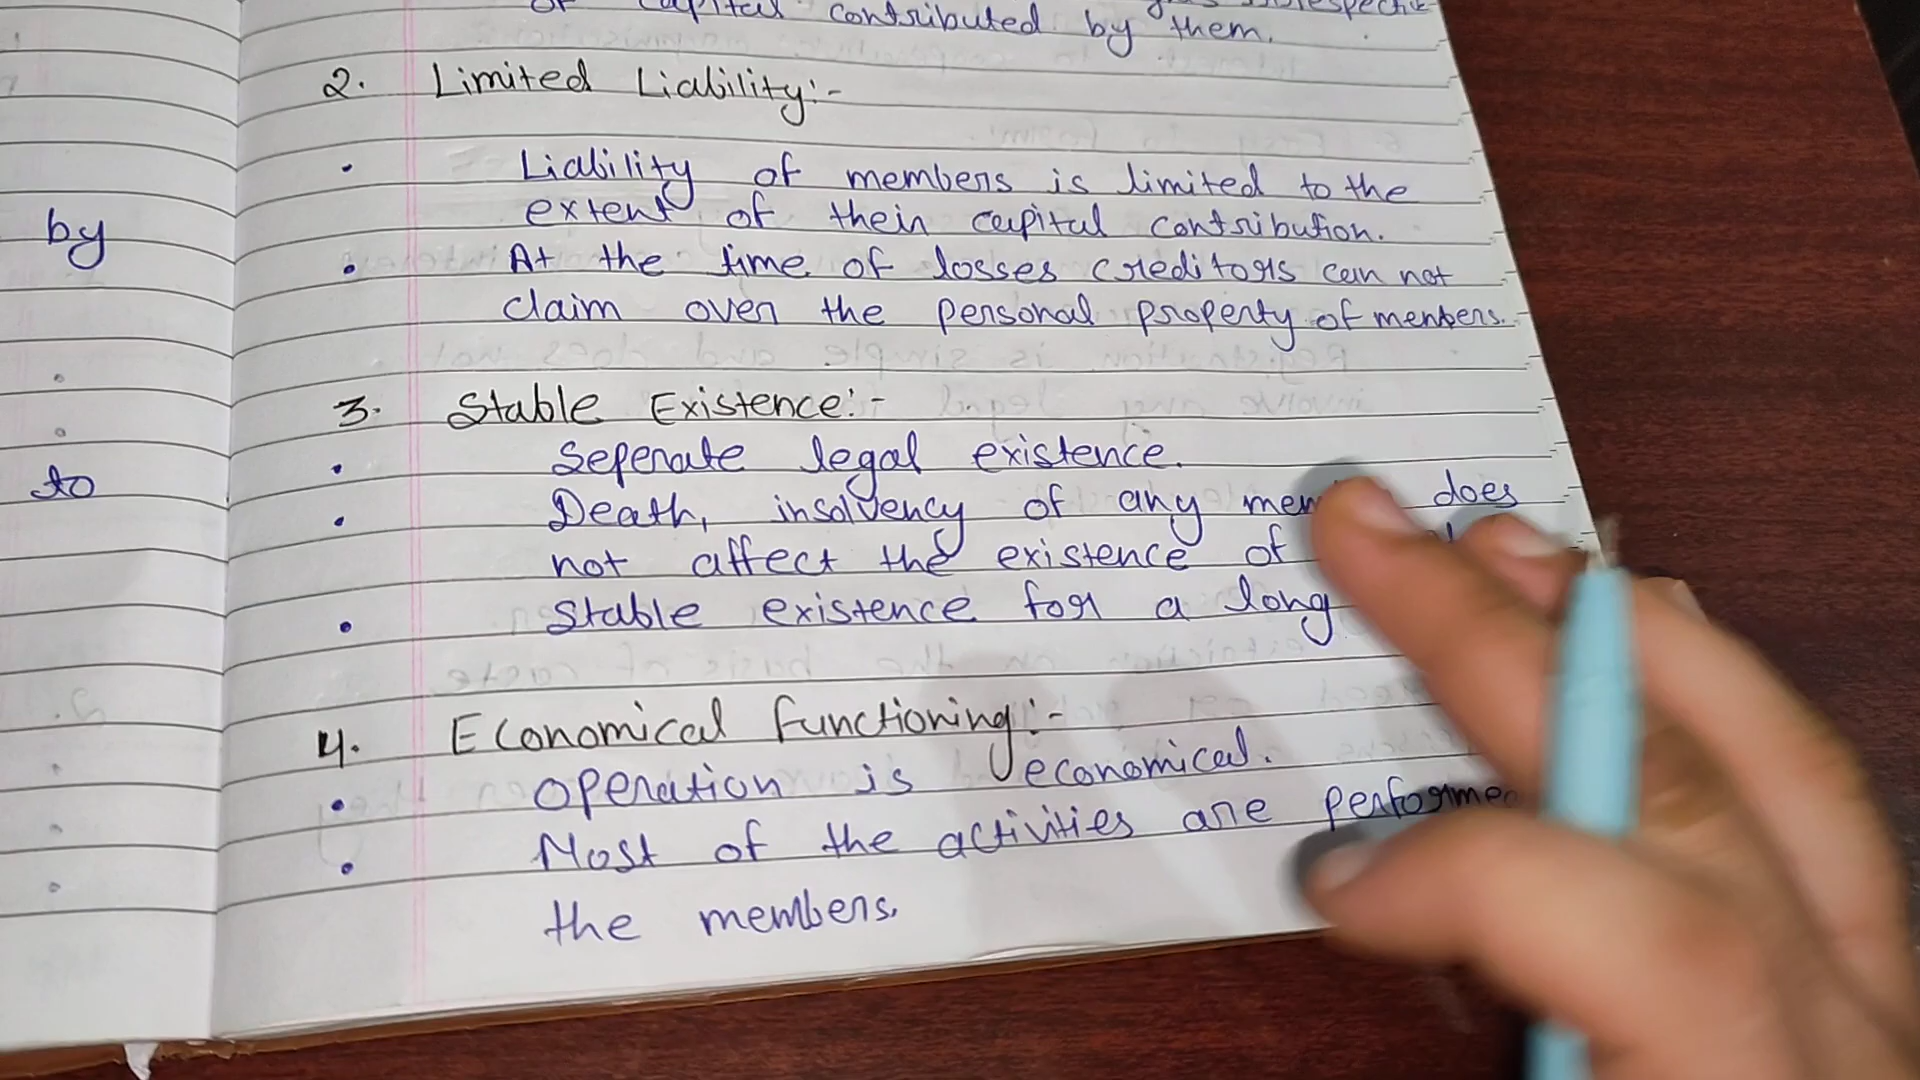 of capital contributed by them.
2. Limited Liability:-
• Liability of members is limited to the
extent of their capital contribution.
• At the time of losses creditors can not
claim over the personal property of members.
3. Stable Existence:-
• Seperate legal existence.
• Death, insolvency of any does
not affect the existence of
• Stable existence for a long
4. Economical functioning:-
• Operation is economical.
• Most of the activities are performed
the members.
by
to